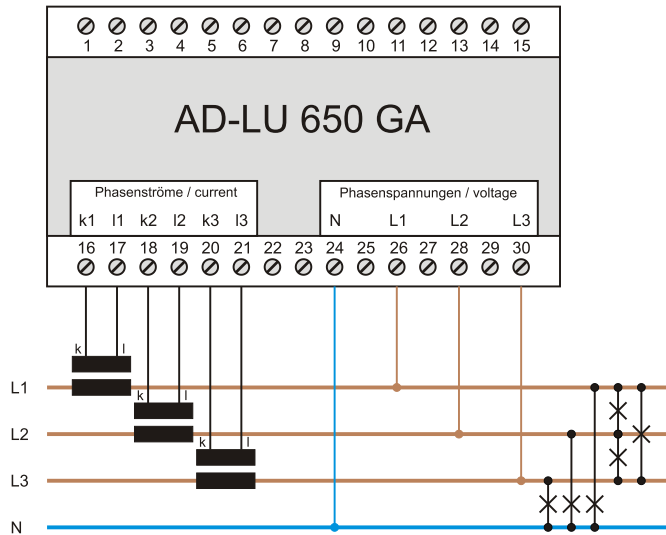 1 2 3 4 5 6 7 8 9 10 11 12 13 14 15
AD-LU 650 GA
Phasenströme / current
Phasenspannungen / voltage
k1 l1 k2 l2 k3 l3
N L1 L2 L3
16 17 18 19 20 21 22 23 24 25 26 27 28 29 30
k l
L1
k l
L2
k l
L3
N